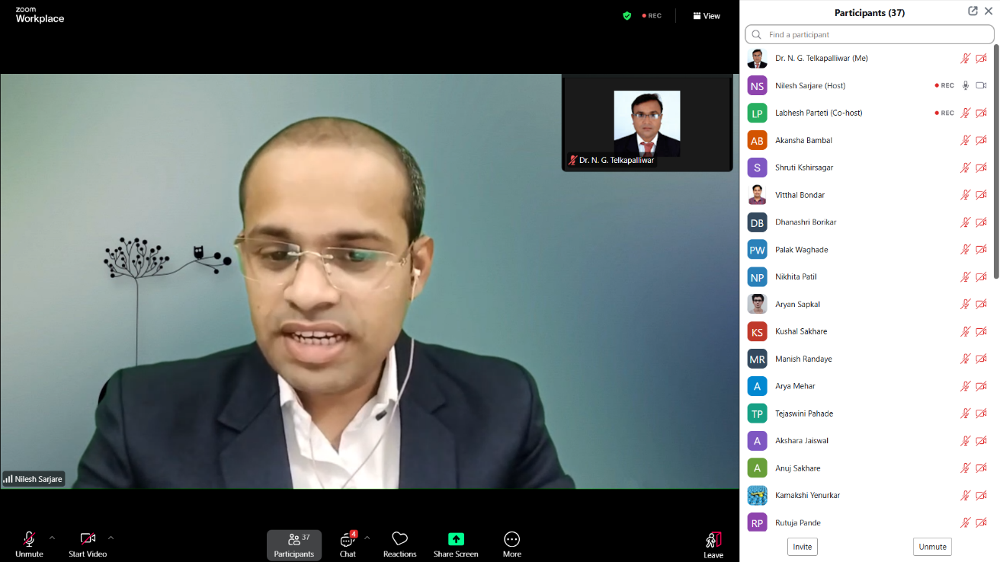 zoom
Workplace
REC
View
Dr. N. G. Telkapalliwar
Nilesh Sarjare
Unmute
Start Video
37
Participants
4
Chat
Reactions
Share Screen
More
Leave
Participants (37)
Find a participant
Dr. N. G. Telkapalliwar (Me)
NS Nilesh Sarjare (Host) REC
LP Labhesh Parteti (Co-host) REC
AB Akansha Bambal
S Shruti Kshirsagar
Vitthal Bondar
DB Dhanashri Borikar
PW Palak Waghade
NP Nikhita Patil
Aryan Sapkal
KS Kushal Sakhare
MR Manish Randaye
A Arya Mehar
TP Tejaswini Pahade
A Akshara Jaiswal
A Anuj Sakhare
Kamakshi Yenurkar
RP Rutuja Pande
Invite
Unmute